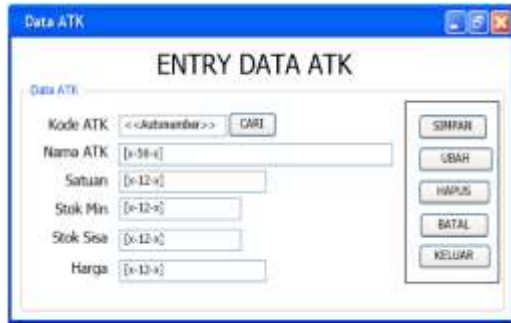 Data ATK
ENTRY DATA ATK
Data ATK
Kode ATK <<Autonumber>> CARI
Nama ATK [x-50-x]
Satuan [x-12-x]
Stok Min [x-12-x]
Stok Sisa [x-12-x]
Harga [x-12-x]
SIMPAN
UBAH
HAPUS
BATAL
KELUAR